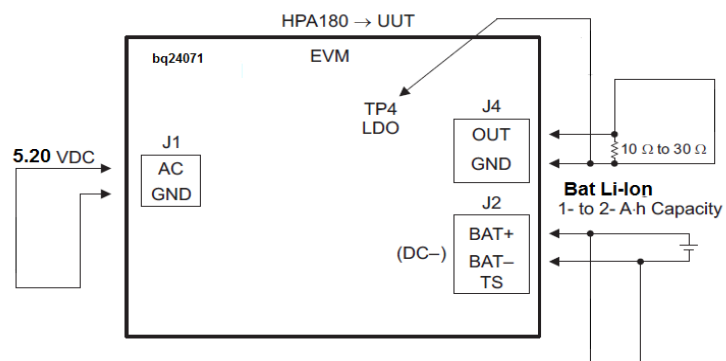 HPA180 → UUT
bq24071
EVM
TP4
LDO
J1
5.20 VDC
AC
GND
J4
OUT
GND
10 Ω to 30 Ω
Bat Li-Ion
1- to 2- A·h Capacity
J2
(DC–)
BAT+
BAT–
TS